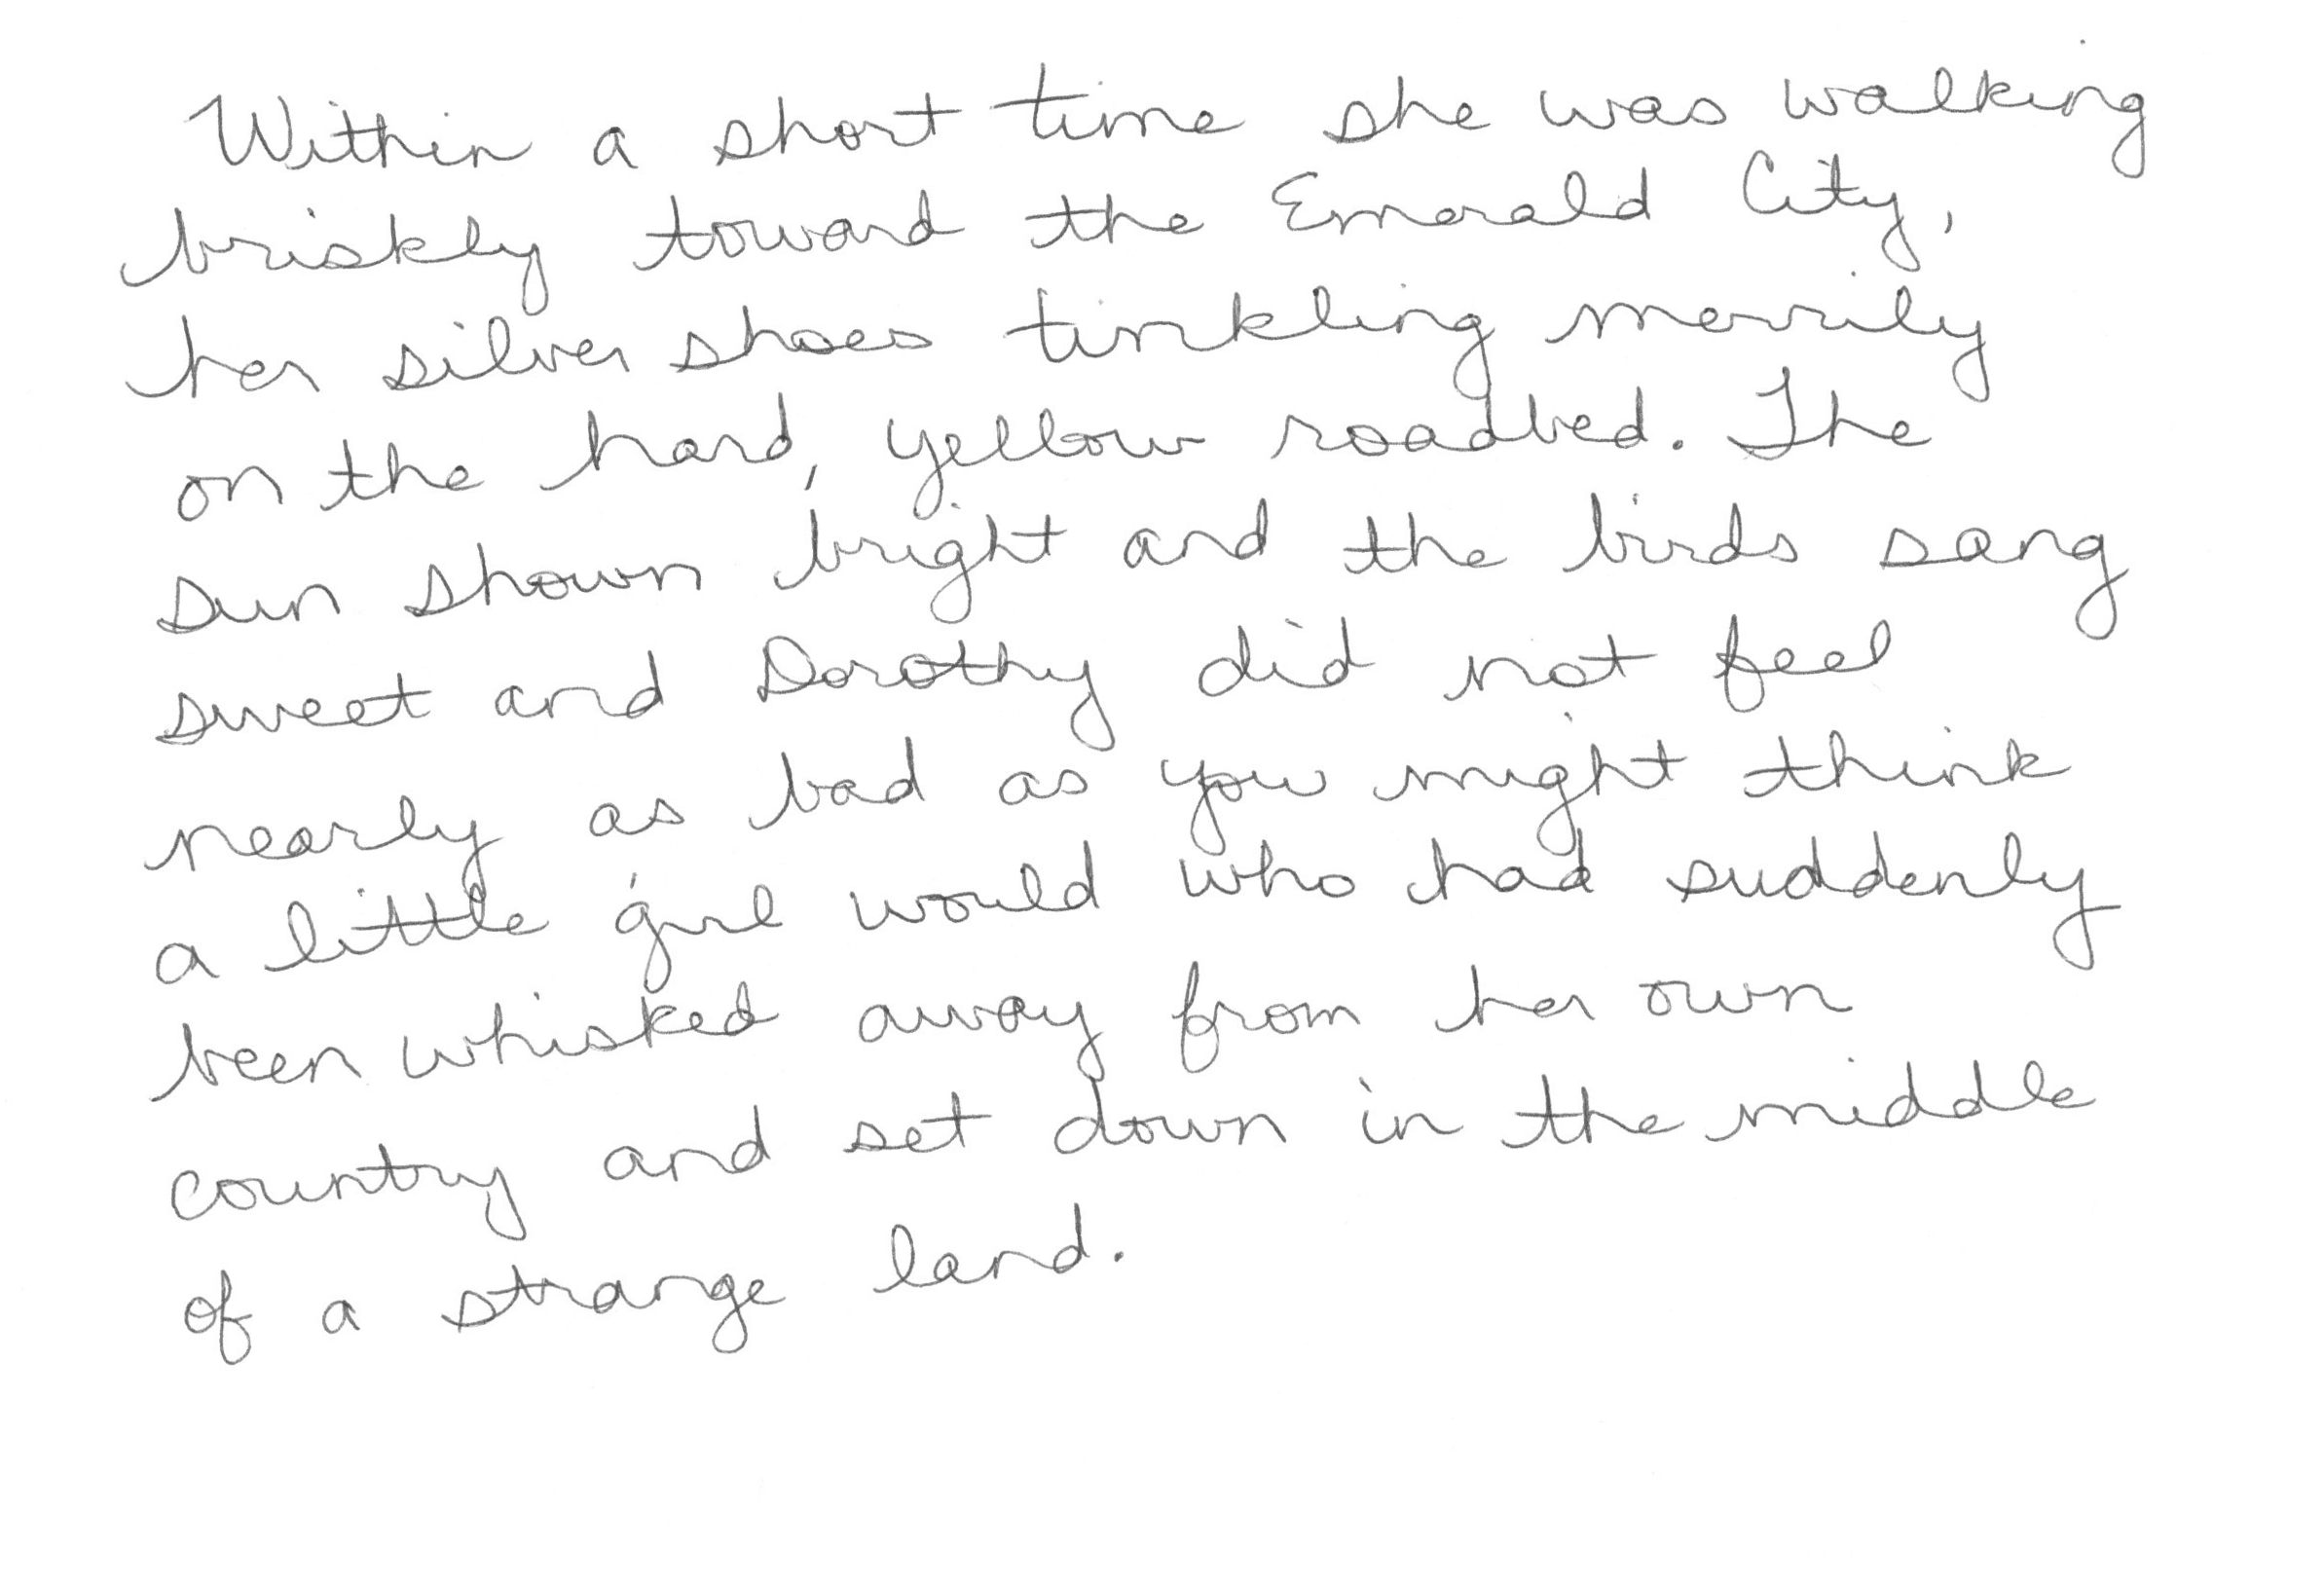 Within a short time she was walking
briskly toward the Emerald City,
her silver shoes tinkling merrily
on the hard, yellow roadbed. The
sun shown bright and the birds sang
sweet and Dorothy did not feel
nearly as bad as you might think
a little girl would who had suddenly
been whisked away from her own
country and set down in the middle
of a strange land.